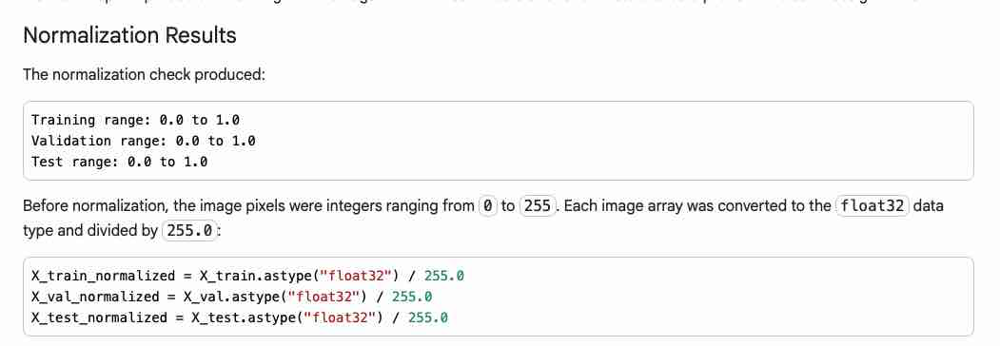 Normalization Results
The normalization check produced:
Training range: 0.0 to 1.0
Validation range: 0.0 to 1.0
Test range: 0.0 to 1.0
Before normalization, the image pixels were integers ranging from 0 to 255. Each image array was converted to the float32 data
type and divided by 255.0:
X_train_normalized = X_train.astype("float32") / 255.0
X_val_normalized = X_val.astype("float32") / 255.0
X_test_normalized = X_test.astype("float32") / 255.0